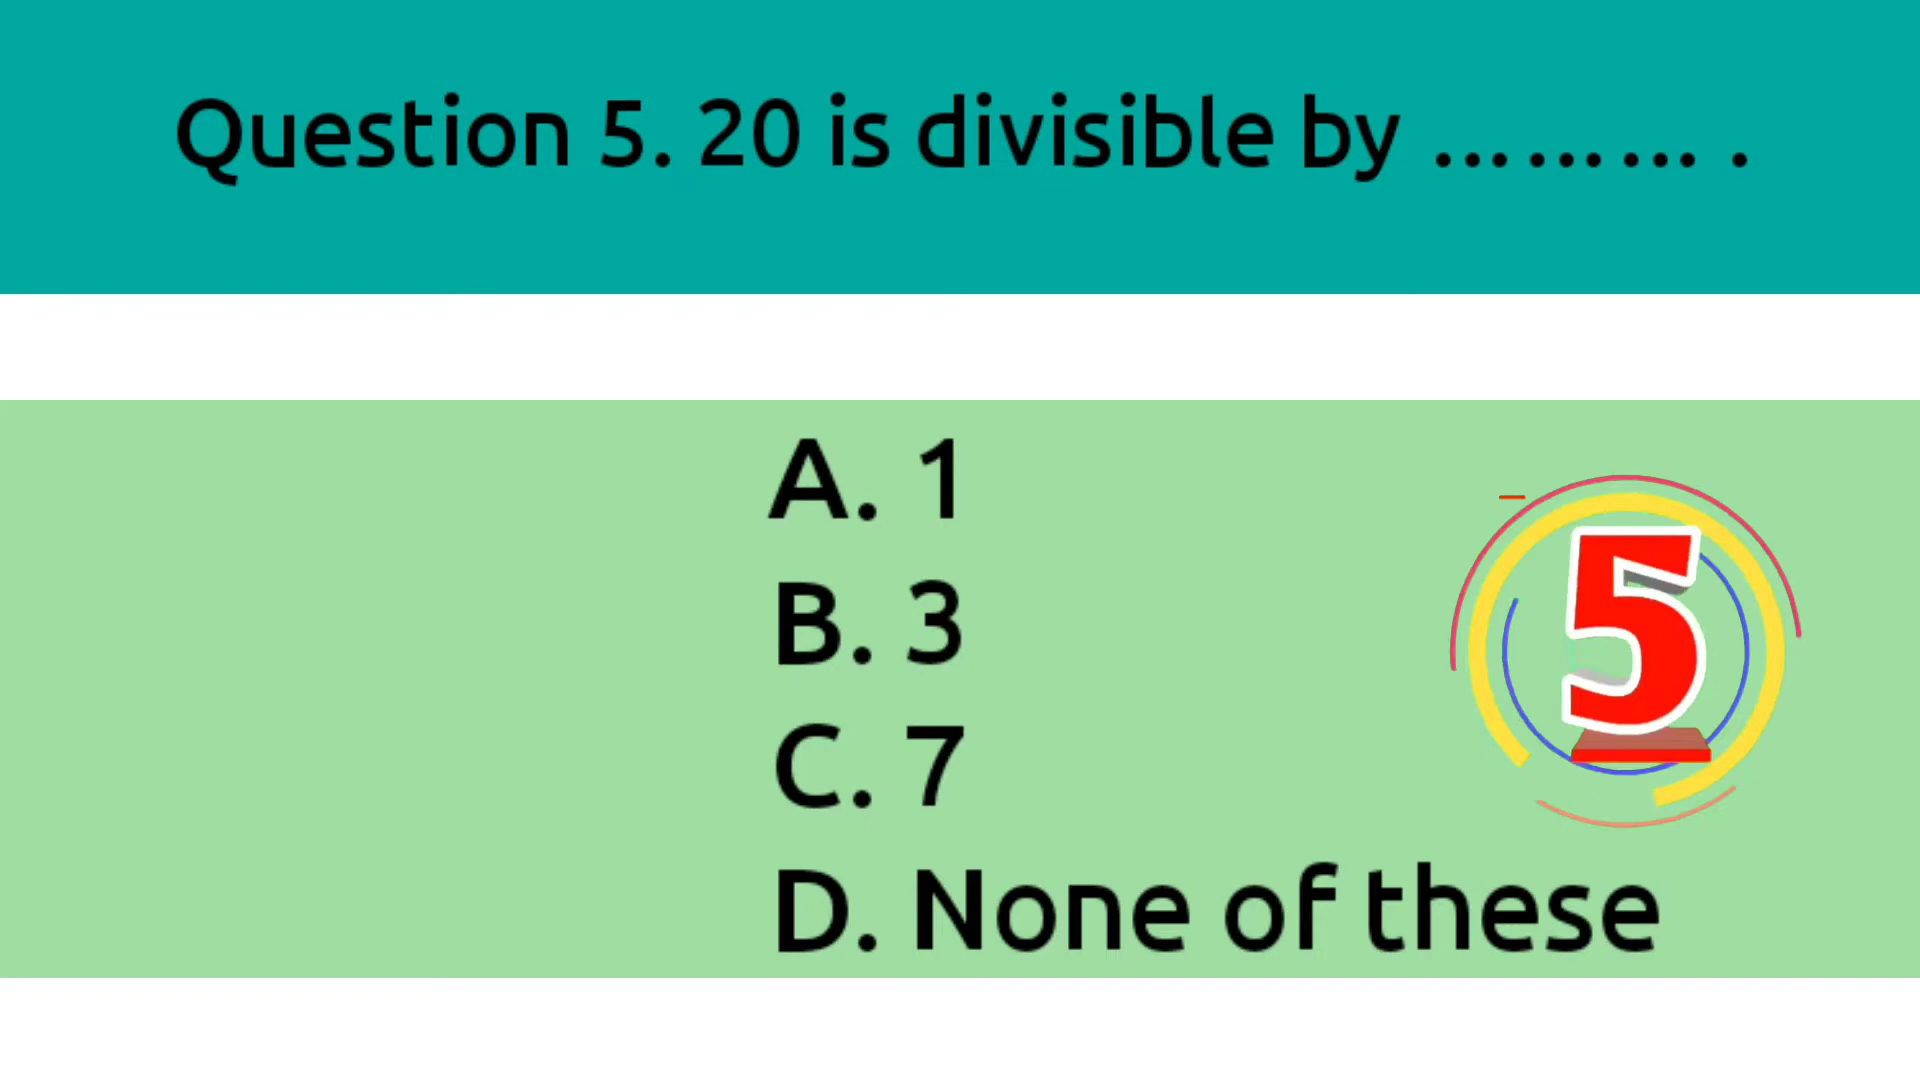 Question 5. 20 is divisible by ……… .
A. 1
B. 3
5
C. 7
D. None of these